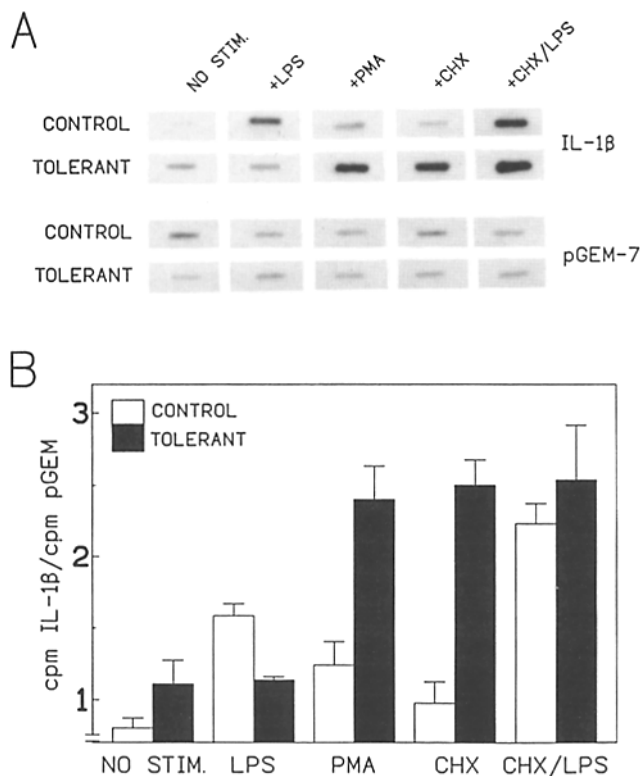 A
NO STIM. +LPS +PMA +CHX +CHX/LPS
CONTROL
IL-1β
TOLERANT
CONTROL
pGEM-7
TOLERANT
B
CONTROL
TOLERANT
cpm IL-1β/cpm pGEM
3
2
1
NO STIM. LPS PMA CHX CHX/LPS